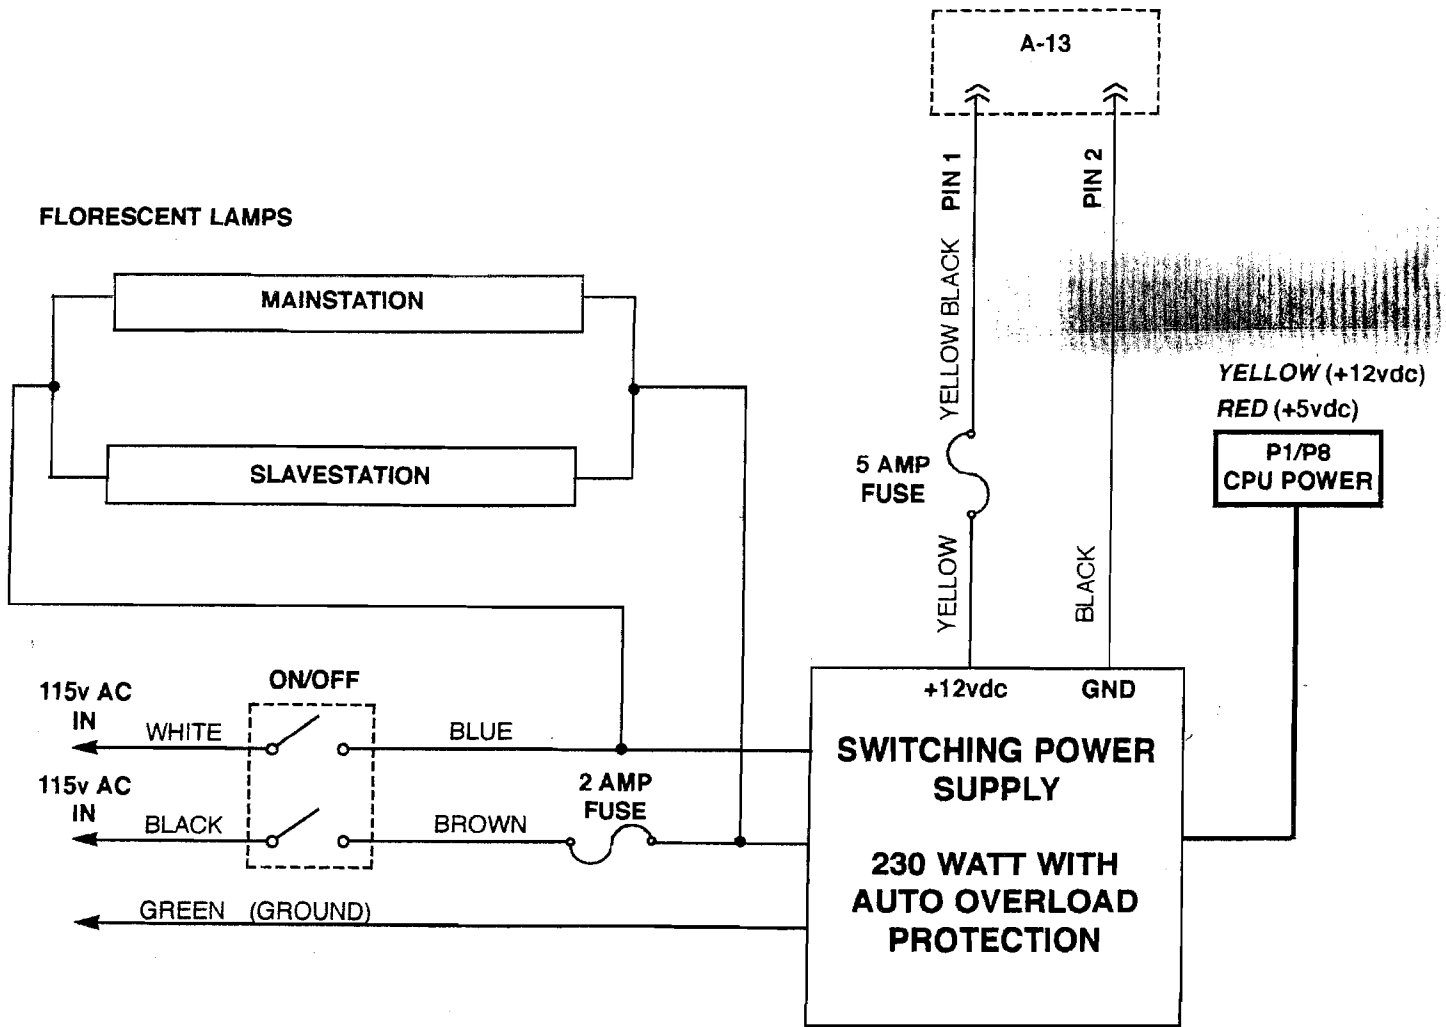 A-13
PIN 1
PIN 2
FLORESCENT LAMPS
MAINSTATION
SLAVESTATION
YELLOW BLACK
YELLOW (+12vdc)
RED (+5vdc)
P1/P8
CPU POWER
5 AMP
FUSE
YELLOW
BLACK
+12vdc
GND
115v AC
IN
ON/OFF
WHITE
BLUE
115v AC
IN
2 AMP
FUSE
BLACK
BROWN
GREEN (GROUND)
SWITCHING POWER
SUPPLY
230 WATT WITH
AUTO OVERLOAD
PROTECTION